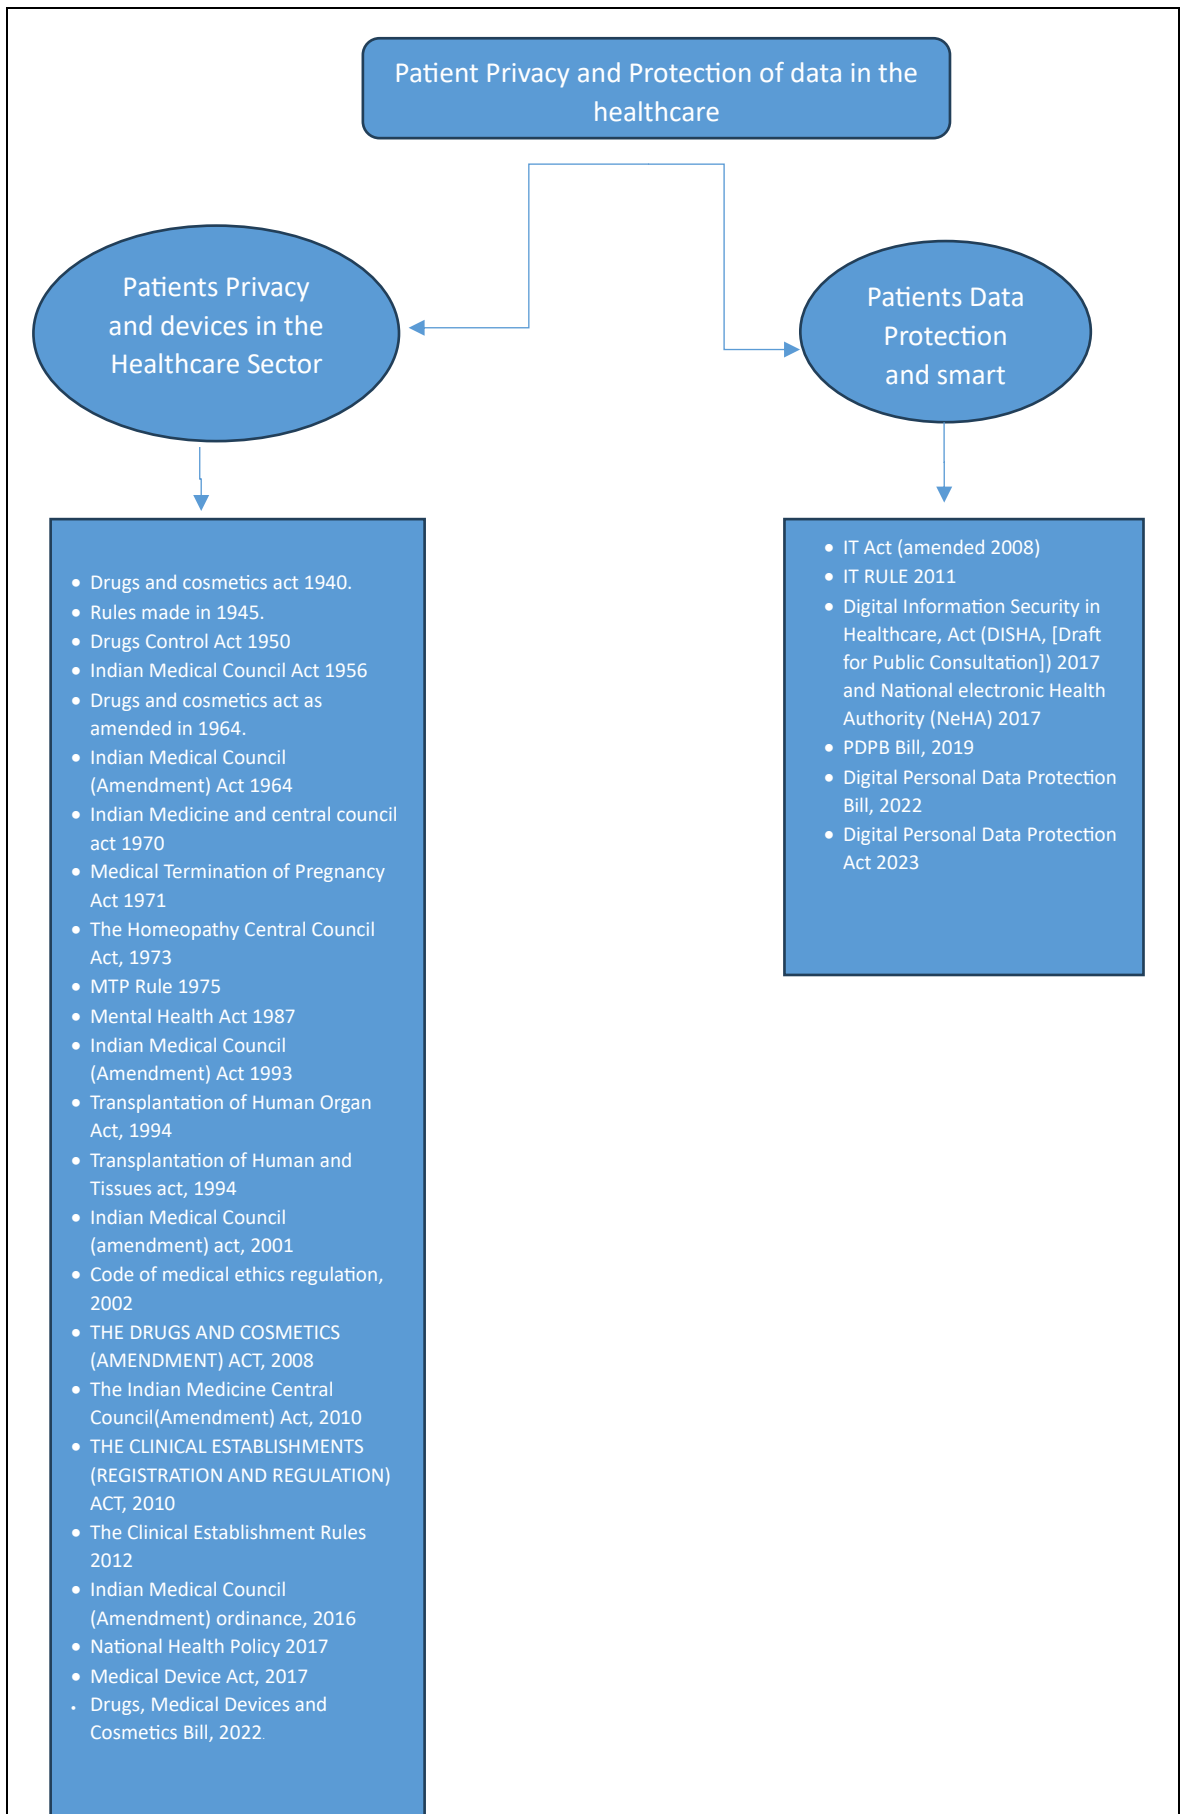 Patient Privacy and Protection of data in the
healthcare
Patients Privacy
and devices in the
Healthcare Sector
Patients Data
Protection
and smart
• Drugs and cosmetics act 1940.
• Rules made in 1945.
• Drugs Control Act 1950
• Indian Medical Council Act 1956
• Drugs and cosmetics act as
amended in 1964.
• Indian Medical Council
(Amendment) Act 1964
• Indian Medicine and central council
act 1970
• Medical Termination of Pregnancy
Act 1971
• The Homeopathy Central Council
Act, 1973
• MTP Rule 1975
• Mental Health Act 1987
• Indian Medical Council
(Amendment) Act 1993
• Transplantation of Human Organ
Act, 1994
• Transplantation of Human and
Tissues act, 1994
• Indian Medical Council
(amendment) act, 2001
• Code of medical ethics regulation,
2002
• THE DRUGS AND COSMETICS
(AMENDMENT) ACT, 2008
• The Indian Medicine Central
Council(Amendment) Act, 2010
• THE CLINICAL ESTABLISHMENTS
(REGISTRATION AND REGULATION)
ACT, 2010
• The Clinical Establishment Rules
2012
• Indian Medical Council
(Amendment) ordinance, 2016
• National Health Policy 2017
• Medical Device Act, 2017
• Drugs, Medical Devices and
Cosmetics Bill, 2022.
• IT Act (amended 2008)
• IT RULE 2011
• Digital Information Security in
Healthcare, Act (DISHA, [Draft
for Public Consultation]) 2017
and National electronic Health
Authority (NeHA) 2017
• PDPB Bill, 2019
• Digital Personal Data Protection
Bill, 2022
• Digital Personal Data Protection
Act 2023